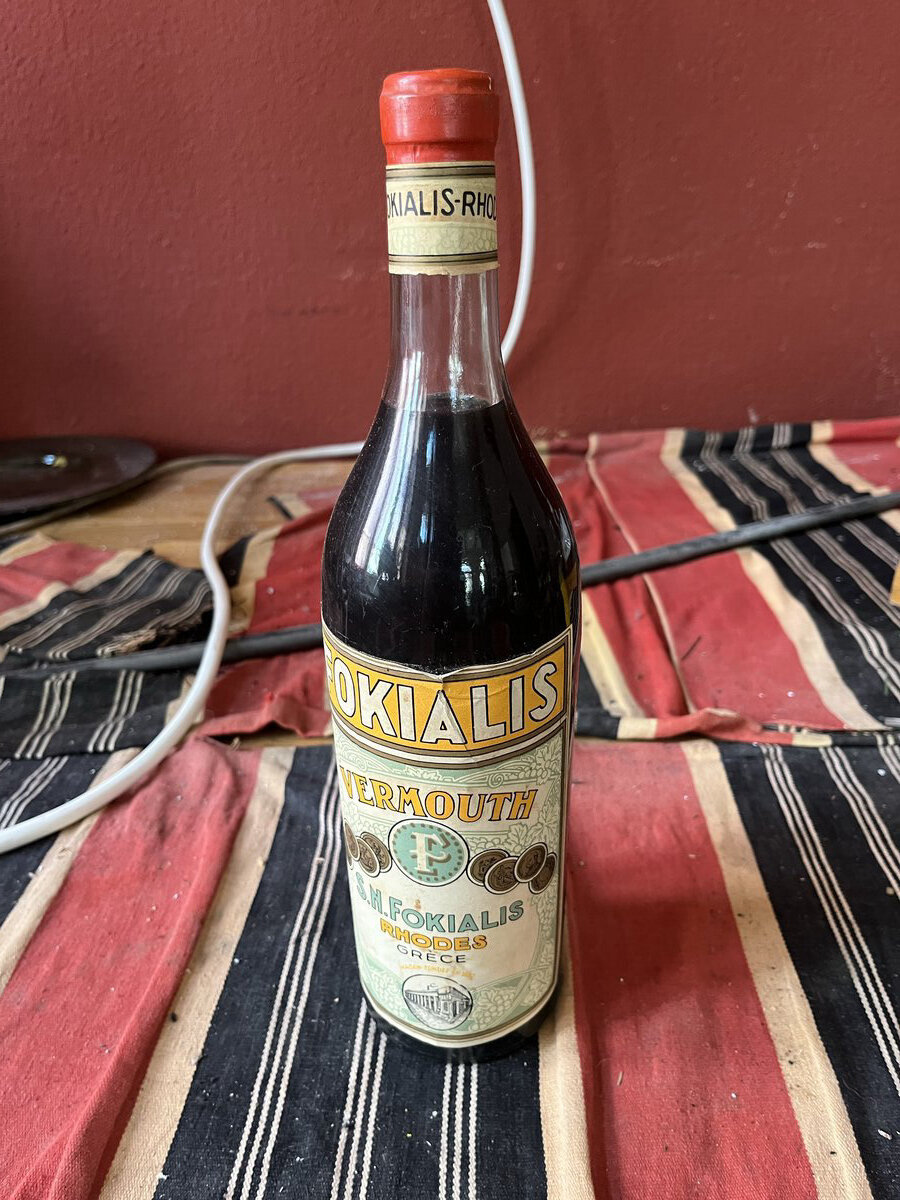 OKIALIS-RHOD
FOKIALIS
VERMOUTH
F
S.N.FOKIALIS
RHODES
GRÈCE